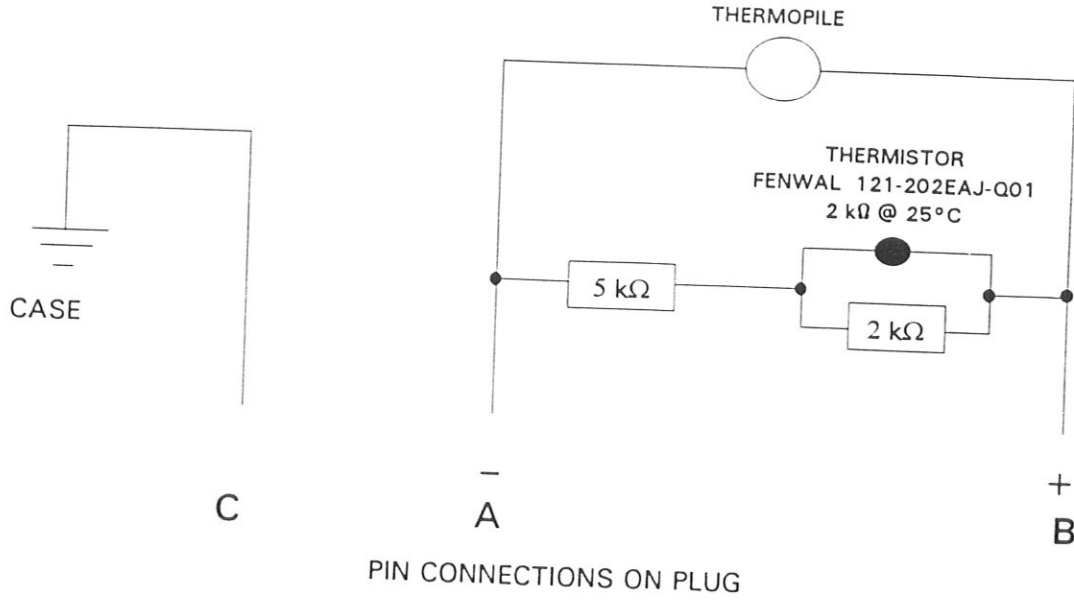 THERMOPILE
THERMISTOR
FENWAL 121-202EAJ-Q01
2 kΩ @ 25°C
5 kΩ
2 kΩ
CASE
− +
C A B
PIN CONNECTIONS ON PLUG